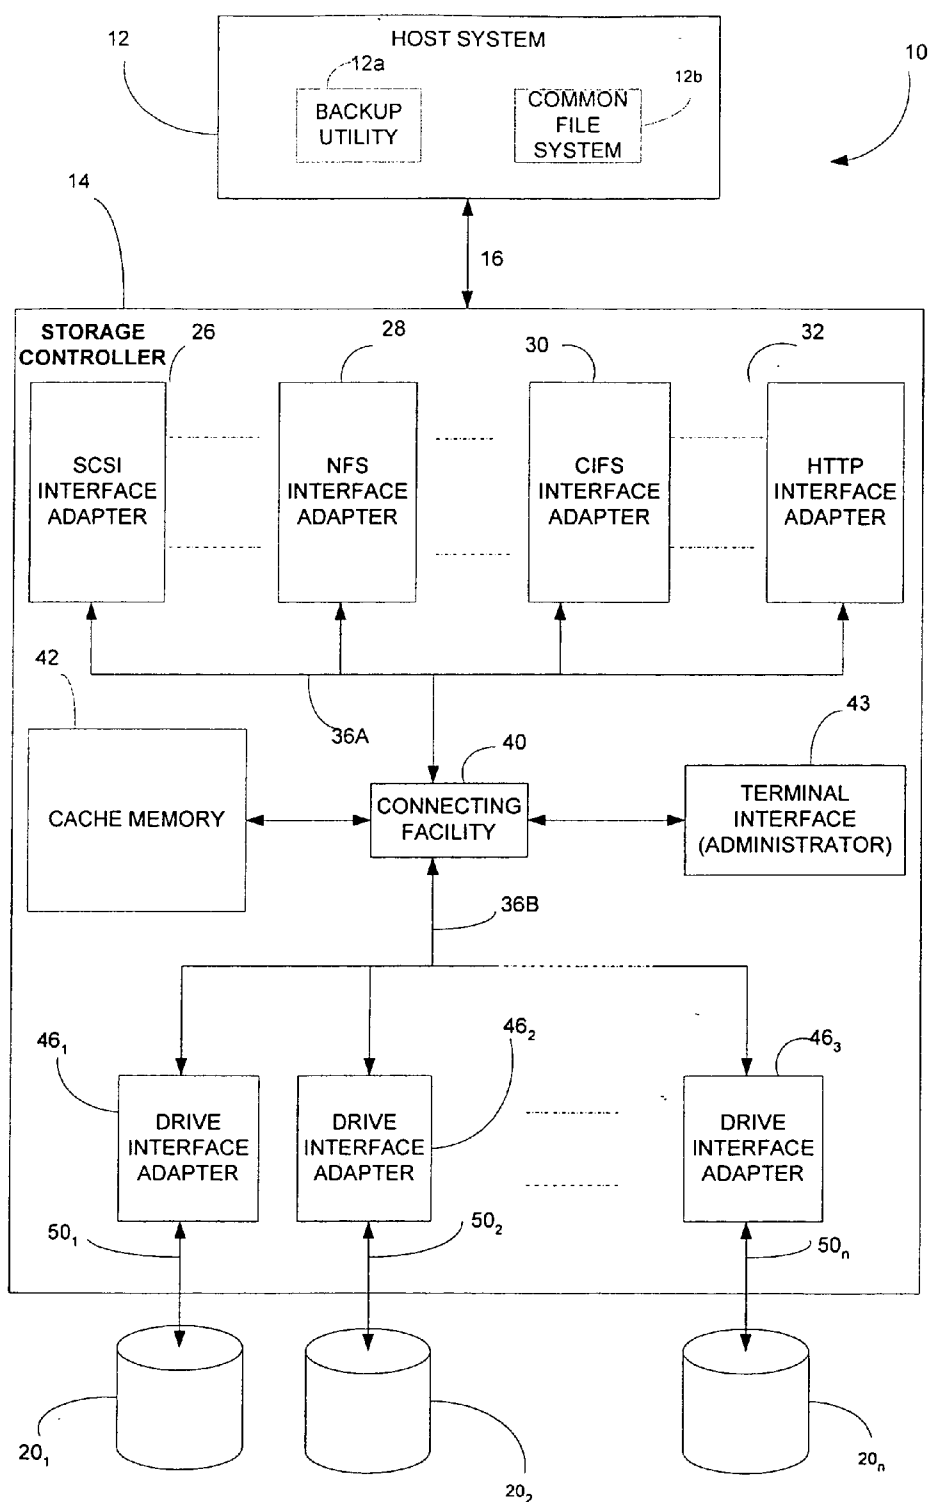 12
HOST SYSTEM
12a
12b
10
BACKUP
UTILITY
COMMON
FILE
SYSTEM
14
16
STORAGE
CONTROLLER
26
28
30
32
SCSI
INTERFACE
ADAPTER
NFS
INTERFACE
ADAPTER
CIFS
INTERFACE
ADAPTER
HTTP
INTERFACE
ADAPTER
42
36A
40
43
CACHE MEMORY
CONNECTING
FACILITY
TERMINAL
INTERFACE
(ADMINISTRATOR)
36B
46₁
46₂
46₃
DRIVE
INTERFACE
ADAPTER
DRIVE
INTERFACE
ADAPTER
DRIVE
INTERFACE
ADAPTER
50₁
50₂
50ₙ
20₁
20₂
20ₙ